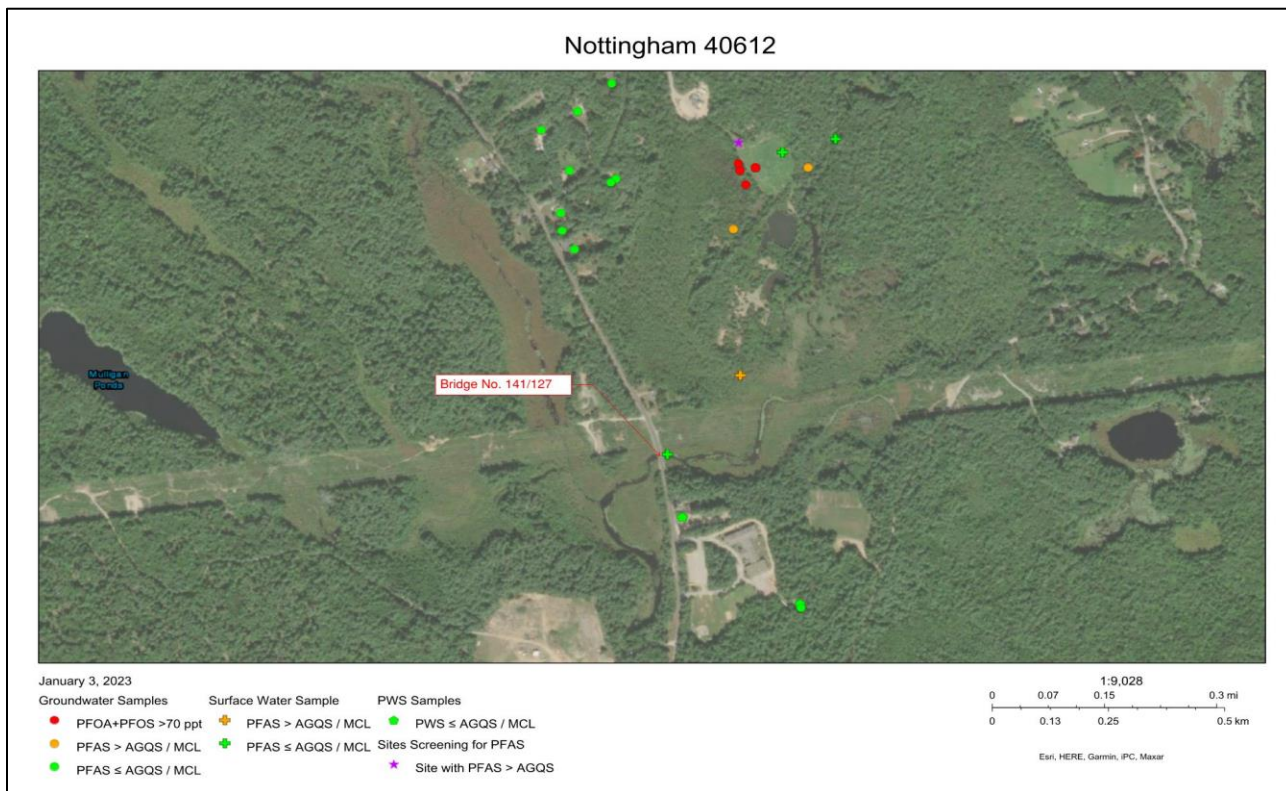 Nottingham 40612
Mulligan
Ponds
Bridge No. 141/127
January 3, 2023
Groundwater Samples
PFOA+PFOS >70 ppt
PFAS > AGQS / MCL
PFAS ≤ AGQS / MCL
Surface Water Sample
PFAS > AGQS / MCL
PFAS ≤ AGQS / MCL
PWS Samples
PWS ≤ AGQS / MCL
Sites Screening for PFAS
Site with PFAS > AGQS
1:9,028
0 0.07 0.15 0.3 mi
0 0.13 0.25 0.5 km
Esri, HERE, Garmin, iPC, Maxar